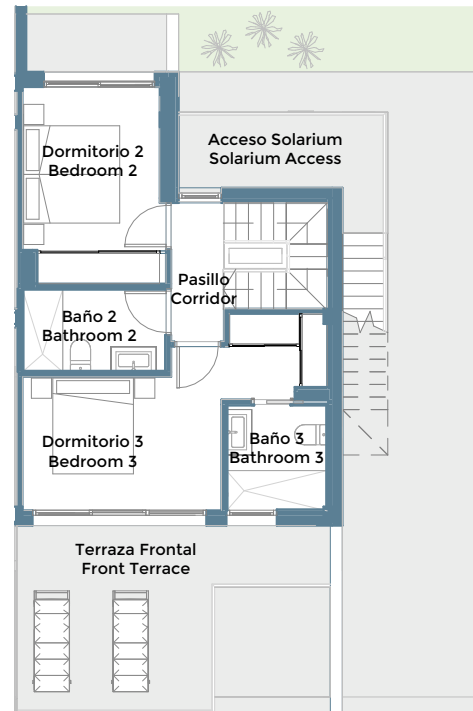 Acceso Solarium
Solarium Access
Dormitorio 2
Bedroom 2
Pasillo
Corridor
Baño 2
Bathroom 2
Dormitorio 3
Bedroom 3
Baño 3
Bathroom 3
Terraza Frontal
Front Terrace